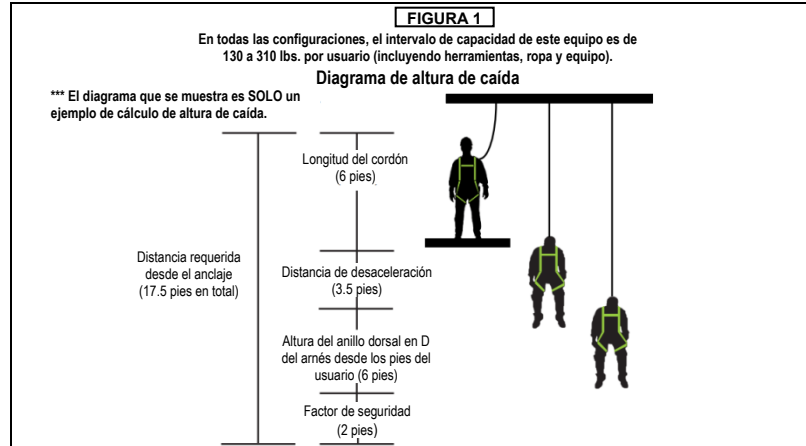 FIGURA 1
En todas las configuraciones, el intervalo de capacidad de este equipo es de
130 a 310 lbs. por usuario (incluyendo herramientas, ropa y equipo).
Diagrama de altura de caída
*** El diagrama que se muestra es SOLO un
ejemplo de cálculo de altura de caída.
Longitud del cordón
(6 pies)
Distancia requerida
desde el anclaje
(17.5 pies en total)
Distancia de desaceleración
(3.5 pies)
Altura del anillo dorsal en D
del arnés desde los pies del
usuario (6 pies)
Factor de seguridad
(2 pies)